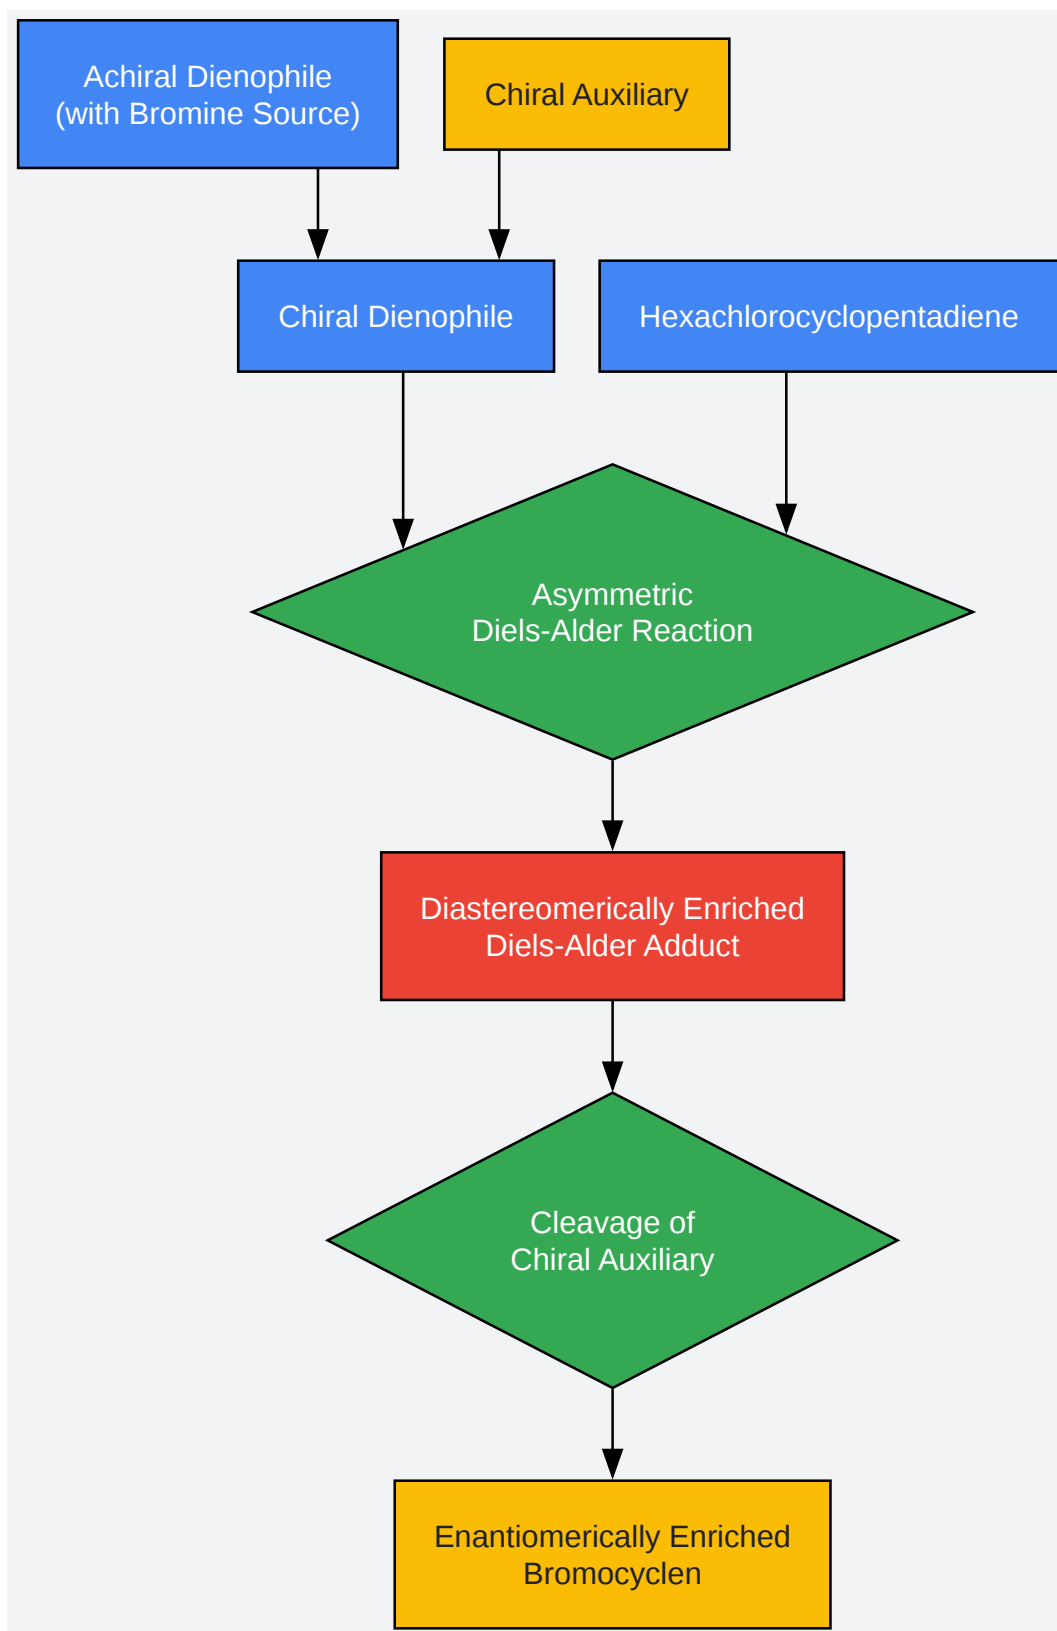 Achiral Dienophile
(with Bromine Source)
Chiral Auxiliary
Chiral Dienophile
Hexachlorocyclopentadiene
Asymmetric
Diels-Alder Reaction
Diastereomerically Enriched
Diels-Alder Adduct
Cleavage of
Chiral Auxiliary
Enantiomerically Enriched
Bromocyclen